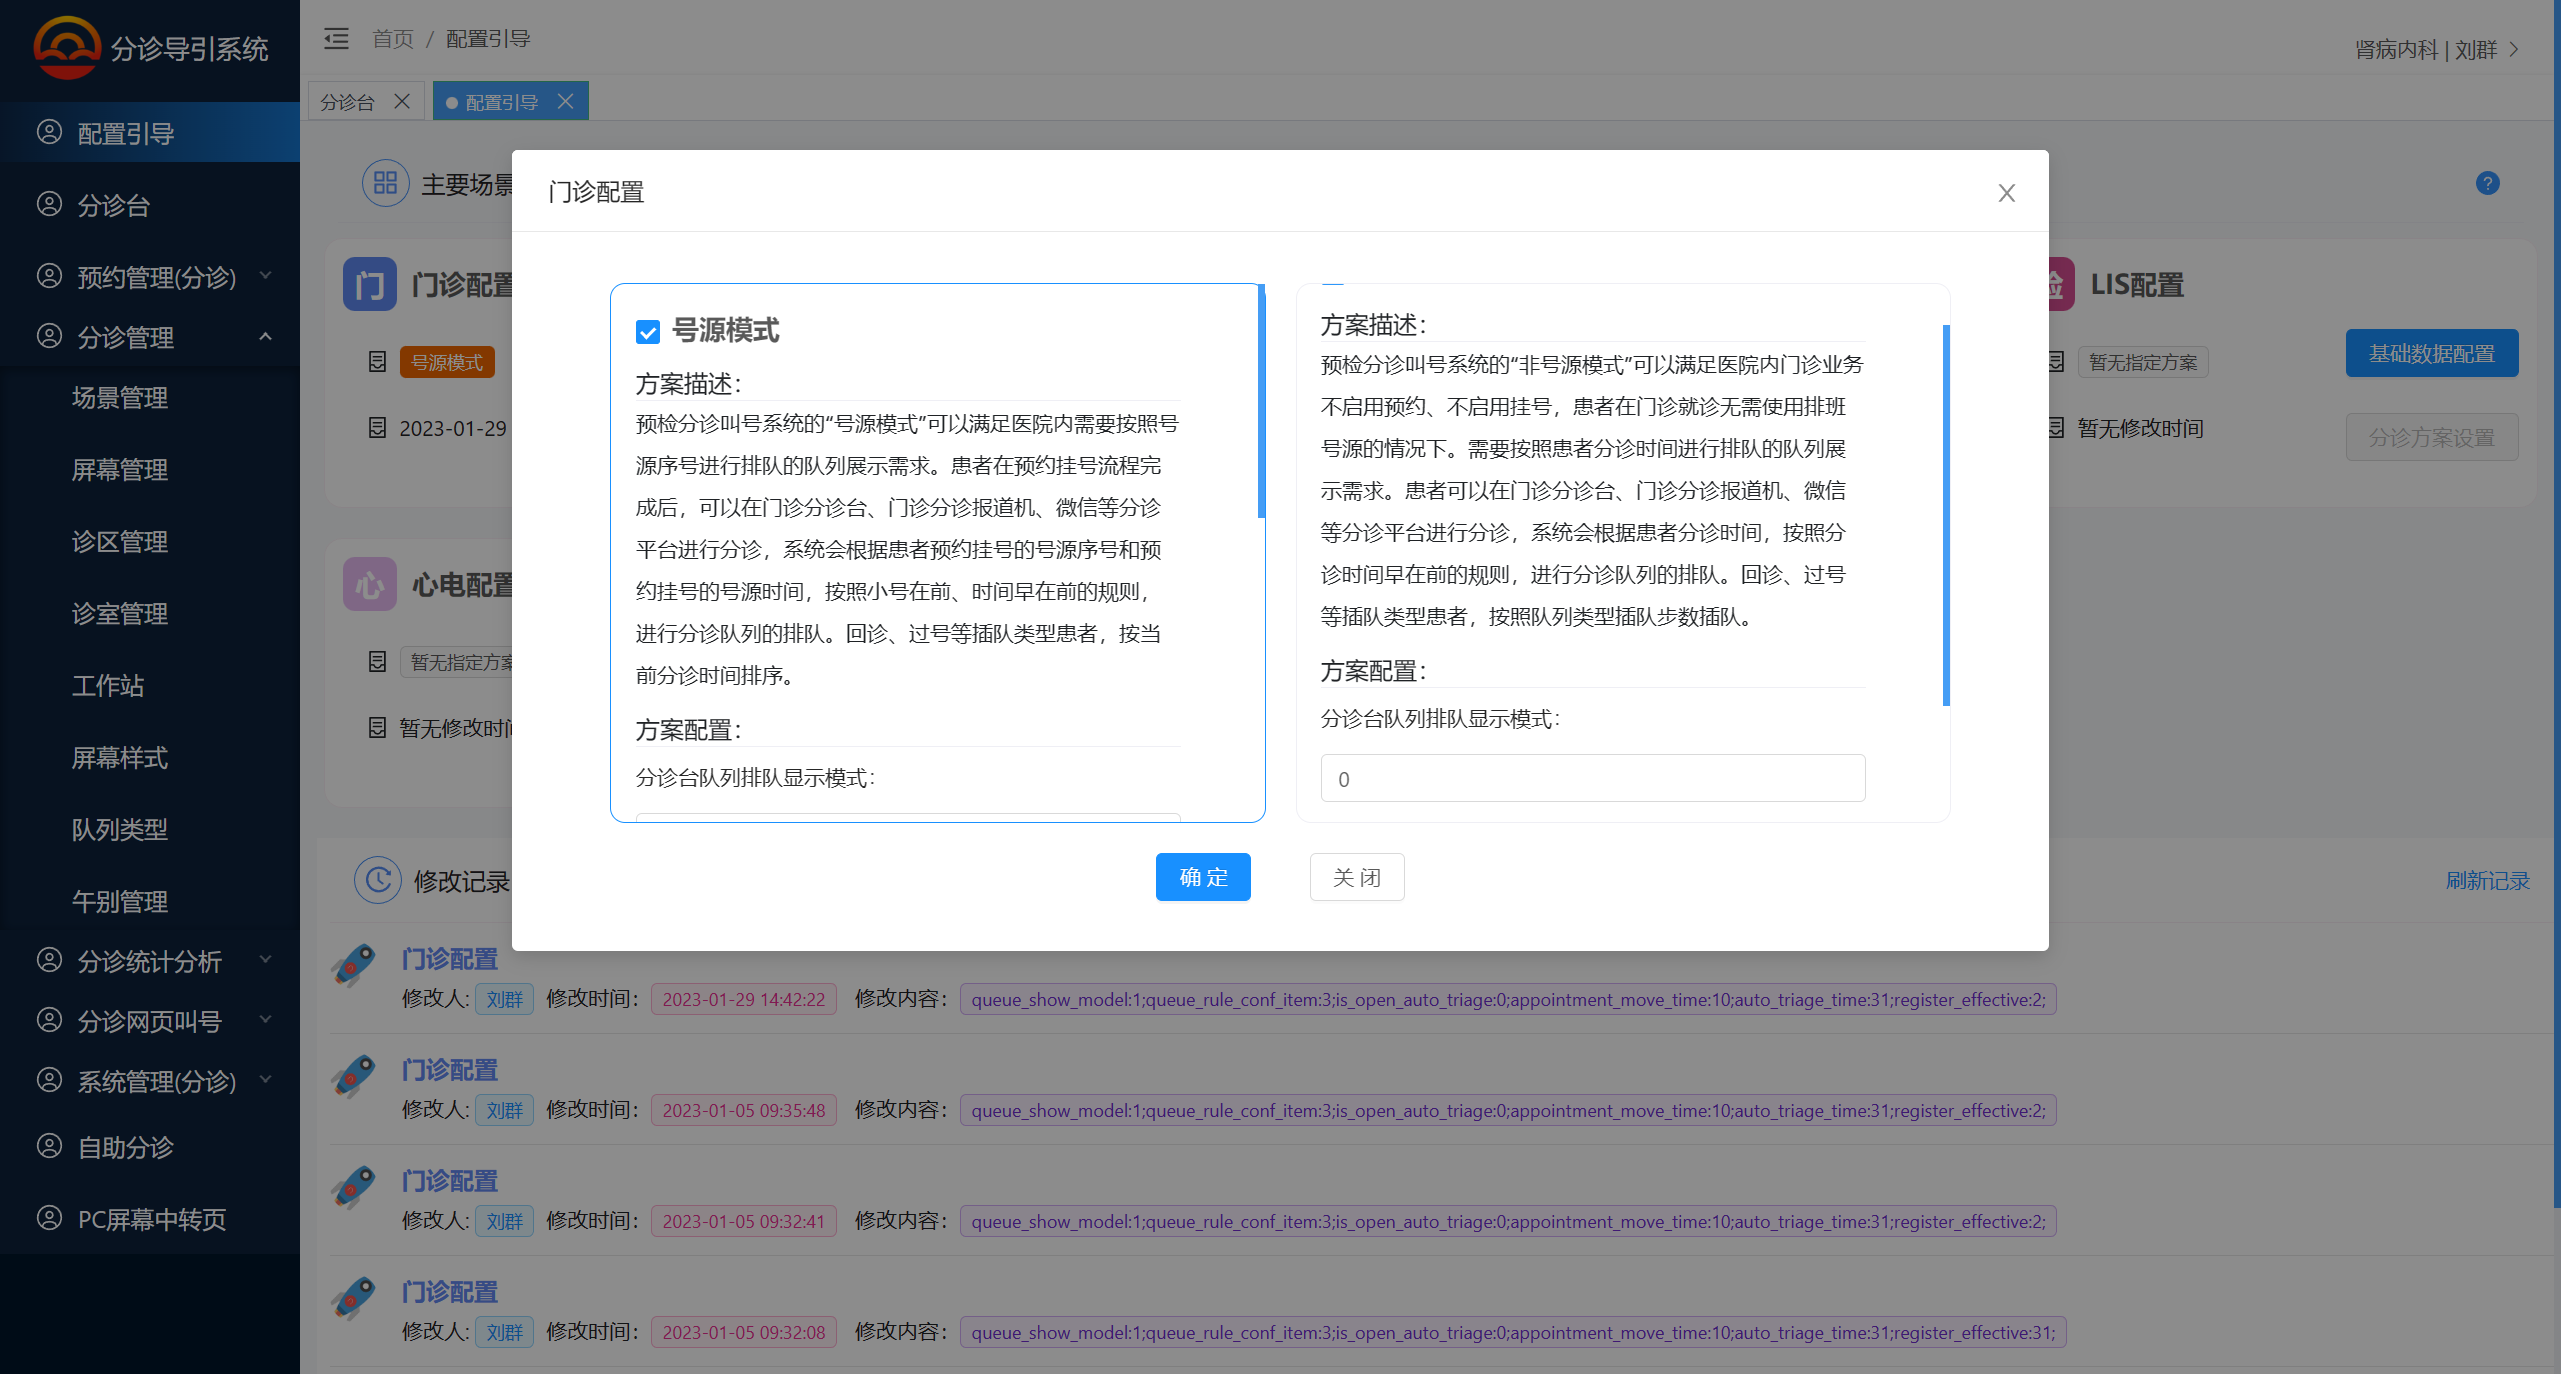 分诊导引系统
首页 / 配置引导
肾病内科 | 刘群
分诊台
配置引导
配置引导
分诊台
预约管理(分诊)
分诊管理
场景管理
屏幕管理
诊区管理
诊室管理
工作站
屏幕样式
队列类型
午别管理
分诊统计分析
分诊网页叫号
系统管理(分诊)
自助分诊
PC屏幕中转页
主要场景
?
门
门诊配置
号源模式
2023-01-29
LIS配置
暂无指定方案
暂无修改时间
基础数据配置
分诊方案设置
心
心电配置
暂无指定方案
暂无修改时间
门诊配置
号源模式
方案描述：
预检分诊叫号系统的“号源模式”可以满足医院内需要按照号
源序号进行排队的队列展示需求。患者在预约挂号流程完
成后，可以在门诊分诊台、门诊分诊报道机、微信等分诊
平台进行分诊，系统会根据患者预约挂号的号源序号和预
约挂号的号源时间，按照小号在前、时间早在前的规则，
进行分诊队列的排队。回诊、过号等插队类型患者，按当
前分诊时间排序。
方案配置：
分诊台队列排队显示模式：
方案描述：
预检分诊叫号系统的“非号源模式”可以满足医院内门诊业务
不启用预约、不启用挂号，患者在门诊就诊无需使用排班
号源的情况下。需要按照患者分诊时间进行排队的队列展
示需求。患者可以在门诊分诊台、门诊分诊报道机、微信
等分诊平台进行分诊，系统会根据患者分诊时间，按照分
诊时间早在前的规则，进行分诊队列的排队。回诊、过号
等插队类型患者，按照队列类型插队步数插队。
方案配置：
分诊台队列排队显示模式：
0
确 定
关 闭
修改记录
刷新记录
门诊配置
修改人: 刘群 修改时间： 2023-01-29 14:42:22 修改内容： queue_show_model:1;queue_rule_conf_item:3;is_open_auto_triage:0;appointment_move_time:10;auto_triage_time:31;register_effective:2;
门诊配置
修改人: 刘群 修改时间： 2023-01-05 09:35:48 修改内容： queue_show_model:1;queue_rule_conf_item:3;is_open_auto_triage:0;appointment_move_time:10;auto_triage_time:31;register_effective:2;
门诊配置
修改人: 刘群 修改时间： 2023-01-05 09:32:41 修改内容： queue_show_model:1;queue_rule_conf_item:3;is_open_auto_triage:0;appointment_move_time:10;auto_triage_time:31;register_effective:2;
门诊配置
修改人: 刘群 修改时间： 2023-01-05 09:32:08 修改内容： queue_show_model:1;queue_rule_conf_item:3;is_open_auto_triage:0;appointment_move_time:10;auto_triage_time:31;register_effective:31;